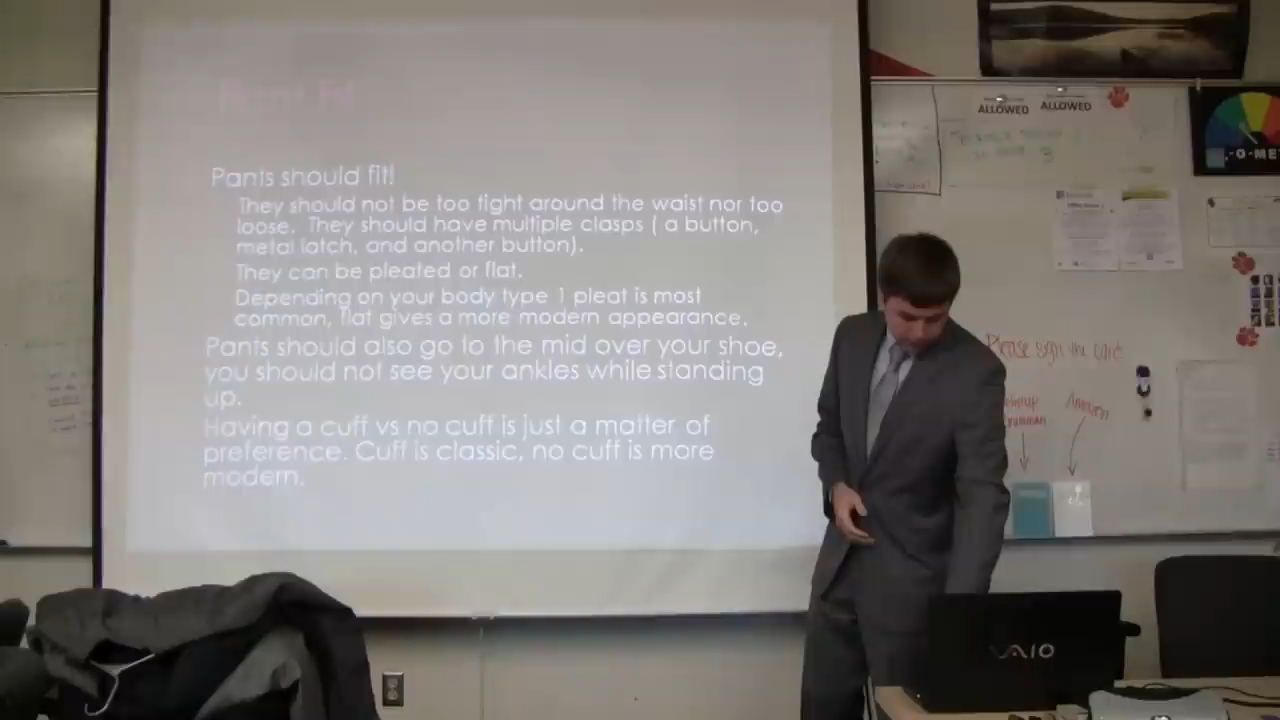 Pants should fit!
They should not be too tight around the waist nor too
loose. They should have multiple clasps ( a button,
metal latch, and another button).
They can be pleated or flat.
Depending on your body type 1 pleat is most
common, flat gives a more modern appearance.
Pants should also go to the mid over your shoe,
you should not see your ankles while standing
up.
Having a cuff vs no cuff is just a matter of
preference. Cuff is classic, no cuff is more
modern.
ALLOWED
ALLOWED
-O-ME
Please sign the
VAIO